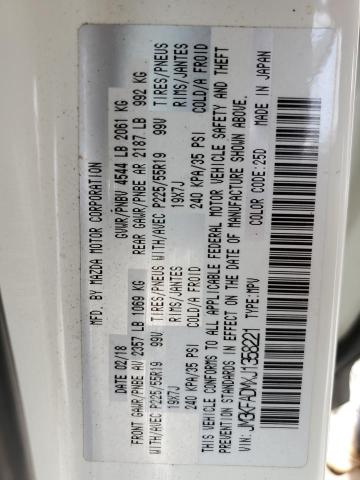 MFD. BY MAZDA MOTOR CORPORATION
DATE 02/18 GVWR/PNBV 4544 LB 2061 KG
FRONT GAWR/PNBE AV 2357 LB 1069 KG REAR GAWR/PNBE AR 2187 LB 992 KG
WITH/AVEC P225/55R19 99V TIRES/PNEUS WITH/AVEC P225/55R19 99V TIRES/PNEUS
19X7J RIMS/JANTES 19X7J RIMS/JANTES
240 KPA/35 PSI COLD/A FROID 240 KPA/35 PSI COLD/A FROID
THIS VEHICLE CONFORMS TO ALL APPLICABLE FEDERAL MOTOR VEHICLE SAFETY AND THEFT
PREVENTION STANDARDS IN EFFECT ON THE DATE OF MANUFACTURE SHOWN ABOVE.
COLOR CODE:25D MADE IN JAPAN
TYPE:MPV